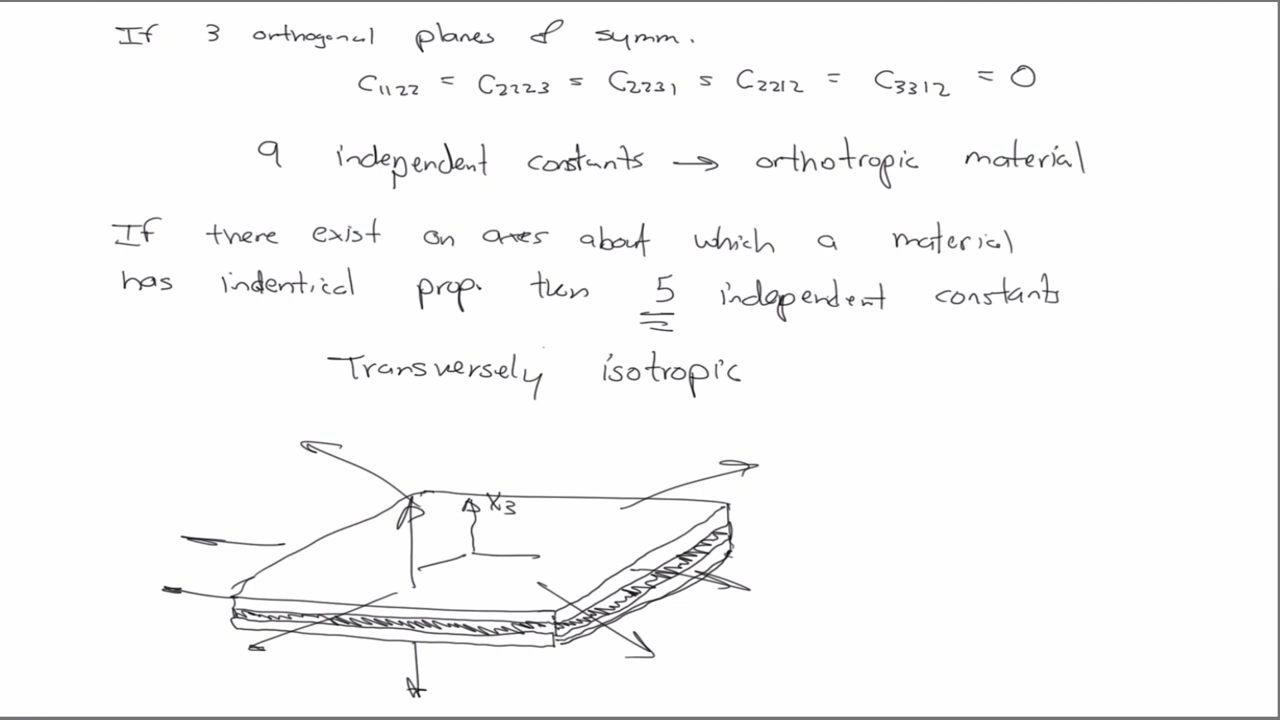 If 3 orthogonal planes of symm.
C1122 = C2223 = C2231 = C2212 = C3312 = 0
9 independent constants → orthotropic material
If there exist an axes about which a material
has indentical prop. then 5 independent constants
Transversely isotropic
X3